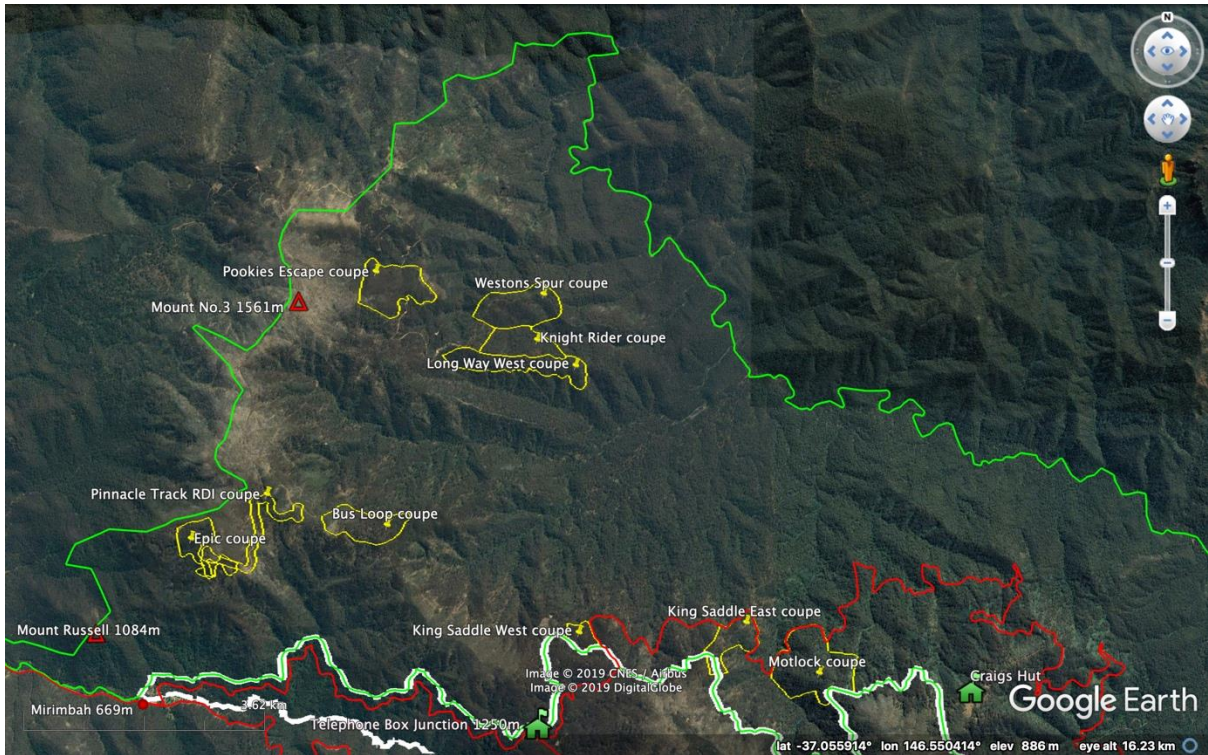 N
Pookies Escape coupe
Westons Spur coupe
Mount No.3 1561m
Knight Rider coupe
Long Way West coupe
Pinnacle Track RDI coupe
Bus Loop coupe
Epic coupe
King Saddle East coupe
Mount Russell 1084m
King Saddle West coupe
Motlock coupe
Image © 2019 CNES / Airbus
Image © 2019 DigitalGlobe
Craigs Hut
Google Earth
Mirimbah 669m
3.62 km
Telephone Box Junction 1250m
lat -37.055914° lon 146.550414° elev 886 m eye alt 16.23 km